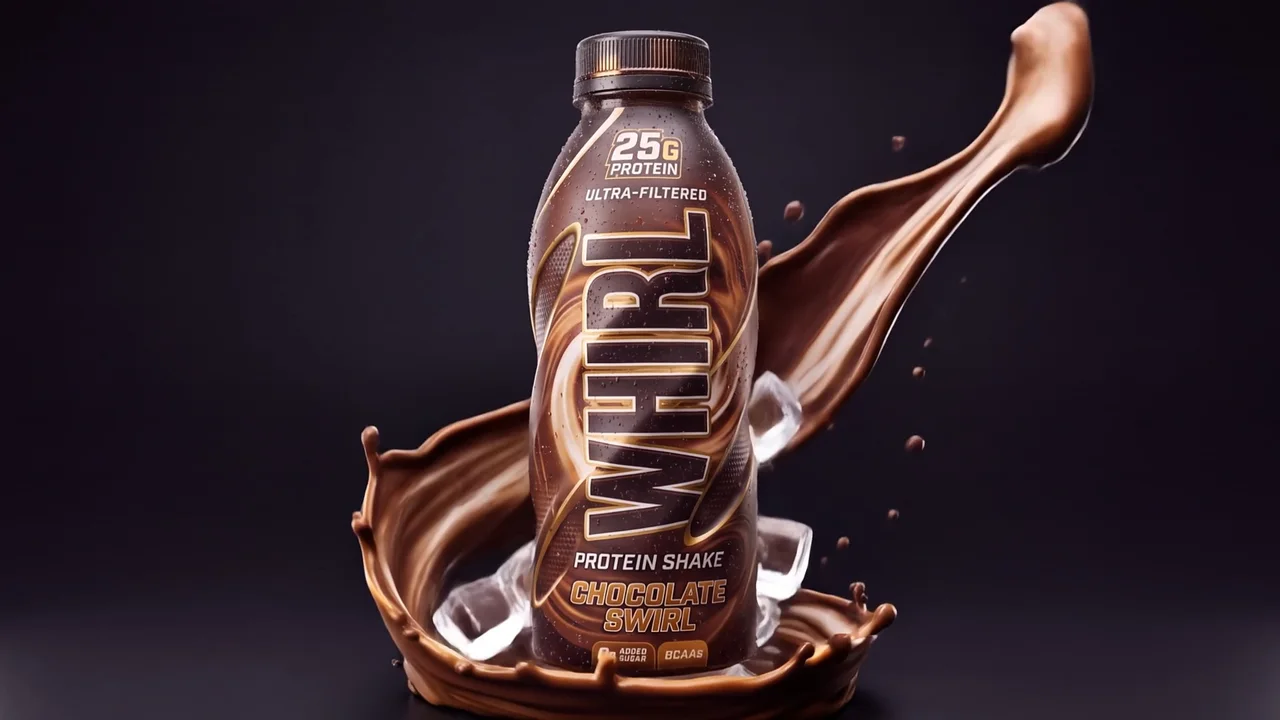 25G
PROTEIN
ULTRA-FILTERED
WHIRL
PROTEIN SHAKE
CHOCOLATE
SWIRL
ADDED
SUGAR
BCAAs